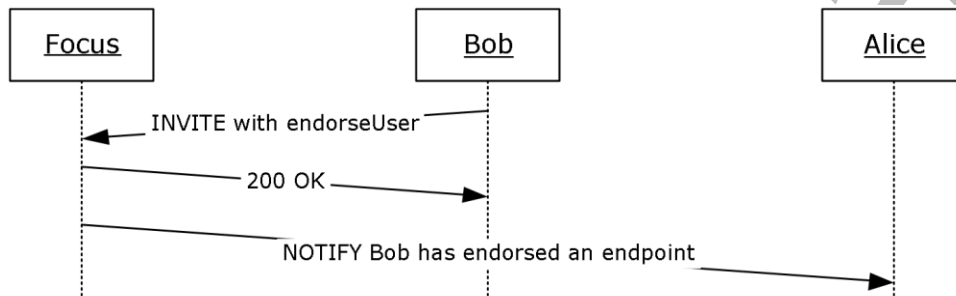 Focus
Bob
Alice
INVITE with endorseUser
200 OK
NOTIFY Bob has endorsed an endpoint